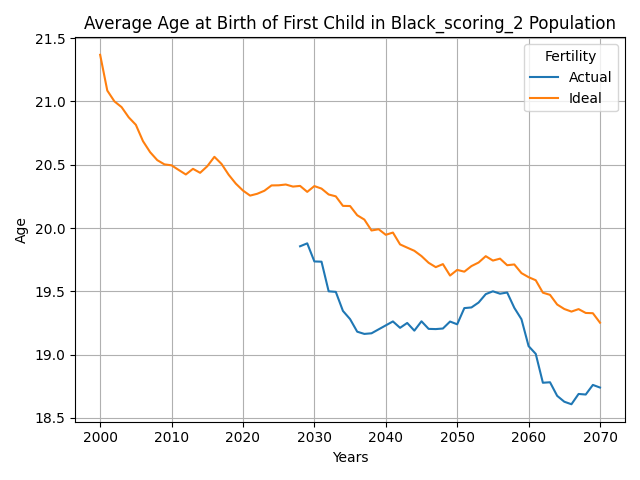 Average Age at Birth of First Child in Black_scoring_2 Population
Fertility
Actual
Ideal
21.5
21.0
20.5
20.0
19.5
19.0
18.5
Age
2000 2010 2020 2030 2040 2050 2060 2070
Years